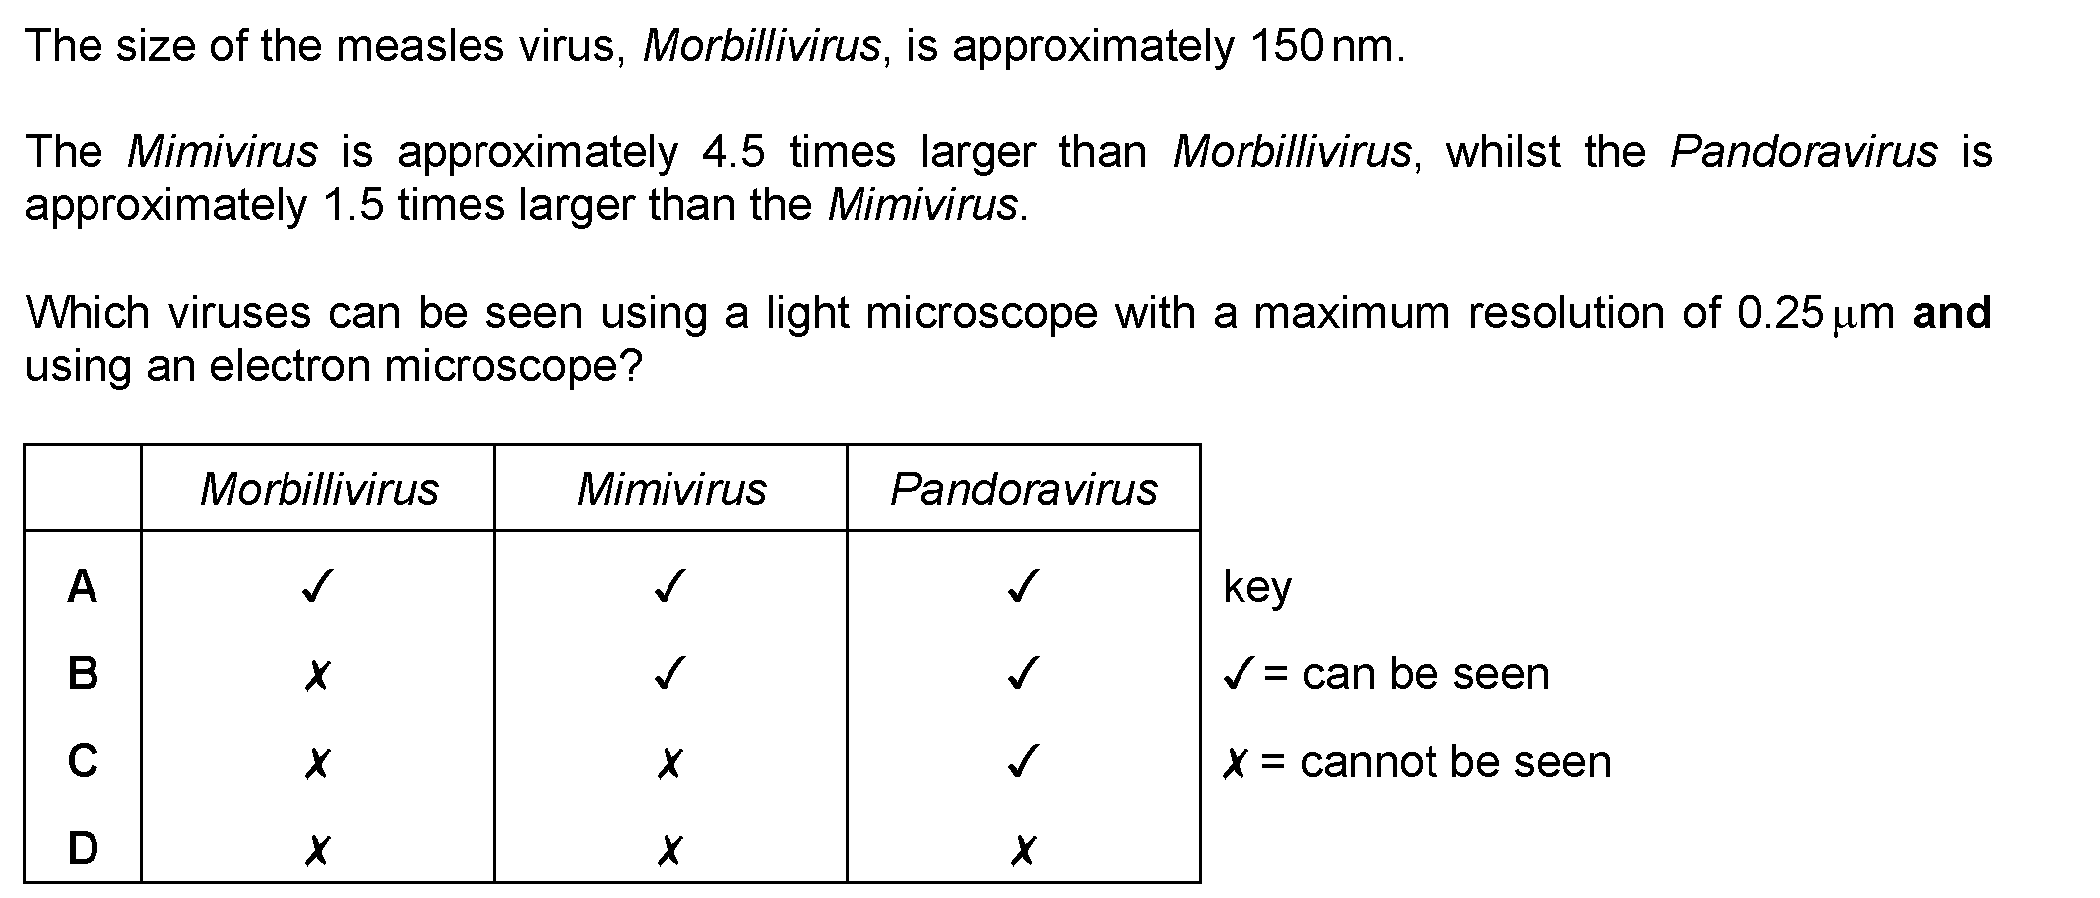 The size of the measles virus, Morbillivirus, is approximately 150 nm.
The Mimivirus is approximately 4.5 times larger than Morbillivirus, whilst the Pandoravirus is
approximately 1.5 times larger than the Mimivirus.
Which viruses can be seen using a light microscope with a maximum resolution of 0.25 μm and
using an electron microscope?
Morbillivirus Mimivirus Pandoravirus
A ✓ ✓ ✓ key
B ✗ ✓ ✓ ✓ = can be seen
C ✗ ✗ ✓ ✗ = cannot be seen
D ✗ ✗ ✗